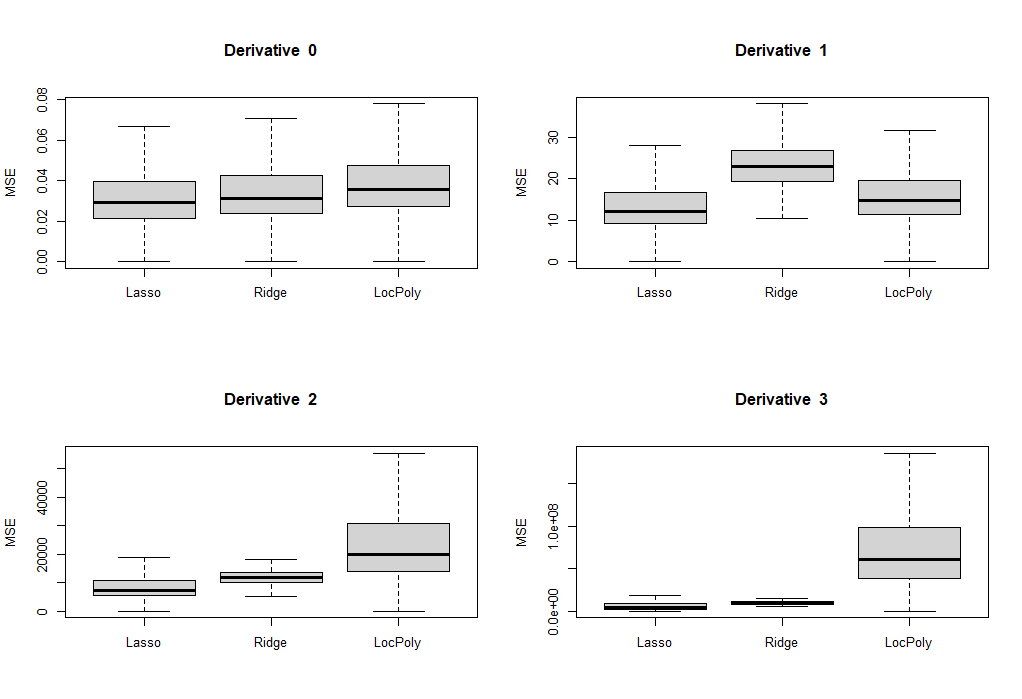 Derivative 0
MSE
0.08
0.06
0.04
0.02
0.00
Lasso Ridge LocPoly
Derivative 1
MSE
30
20
10
0
Lasso Ridge LocPoly
Derivative 2
MSE
40000
20000
0
Lasso Ridge LocPoly
Derivative 3
MSE
1.0e+08
0.0e+00
Lasso Ridge LocPoly